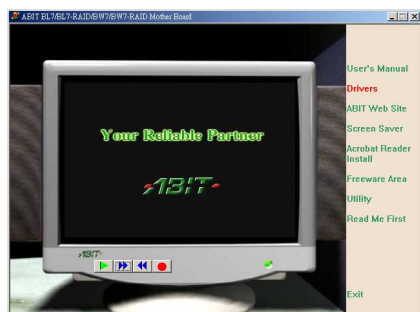 ABIT BL7/BL7-RAID/BW7/BW7-RAID Mother Board
Your Reliable Partner
ABIT
ABIT
User's Manual
Drivers
ABIT Web Site
Screen Saver
Acrobat Reader
Install
Freeware Area
Utility
Read Me First
Exit